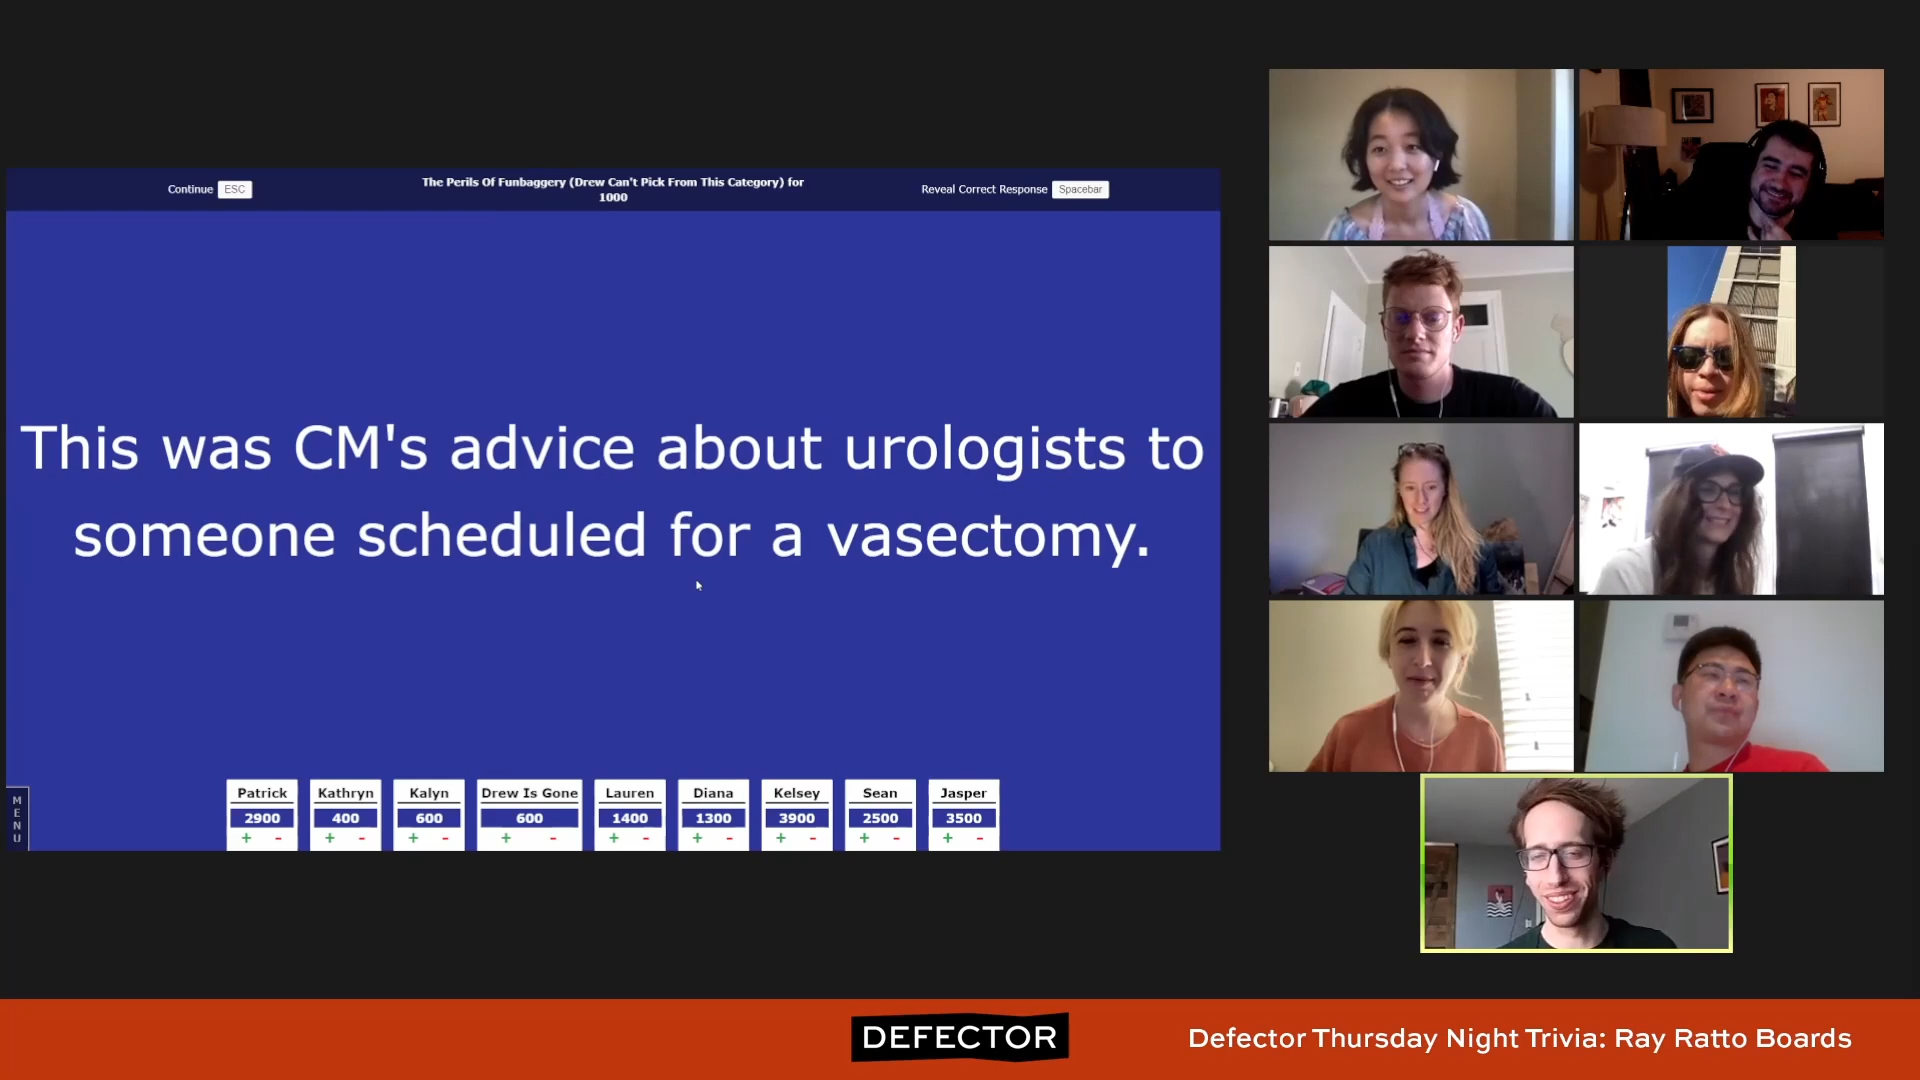 Continue ESC
The Perils Of Funbaggery (Drew Can't Pick From This Category) for
1000
Reveal Correct Response Spacebar
This was CM's advice about urologists to
someone scheduled for a vasectomy.
MENU
Patrick Kathryn Kalyn Drew Is Gone Lauren Diana Kelsey Sean Jasper
2900 400 600 600 1400 1300 3900 2500 3500
+ - + - + - + - + - + - + - + - + -
DEFECTOR
Defector Thursday Night Trivia: Ray Ratto Boards